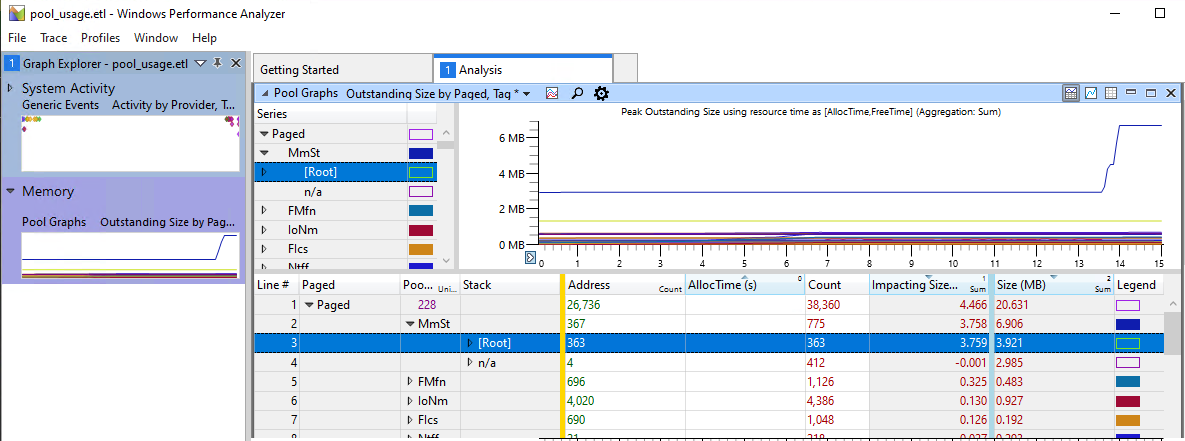 pool_usage.etl - Windows Performance Analyzer
File Trace Profiles Window Help
1 Graph Explorer - pool_usage.etl
System Activity
Generic Events Activity by Provider, T...
Memory
Pool Graphs Outstanding Size by Pag...
Getting Started
1 Analysis
Pool Graphs Outstanding Size by Paged, Tag *
Series
Paged
MmSt
[Root]
n/a
FMfn
IoNm
FIcs
Ntff
Peak Outstanding Size using resource time as [AllocTime,FreeTime] (Aggregation: Sum)
6 MB
4 MB
2 MB
0 MB
0 1 2 3 4 5 6 7 8 9 10 11 12 13 14 15
Line # Paged Poo... Uni... Stack Address Count AllocTime (s) 0 Count Impacting Size... 1 Sum Size (MB) 2 Sum Legend
1 Paged 228 26,736 38,360 4.466 20.631
2 MmSt 367 775 3.758 6.906
3 [Root] 363 363 3.759 3.921
4 n/a 4 412 -0.001 2.985
5 FMfn 696 1,126 0.325 0.483
6 IoNm 4,020 4,386 0.130 0.927
7 FIcs 690 1,048 0.126 0.192
8 Ntff